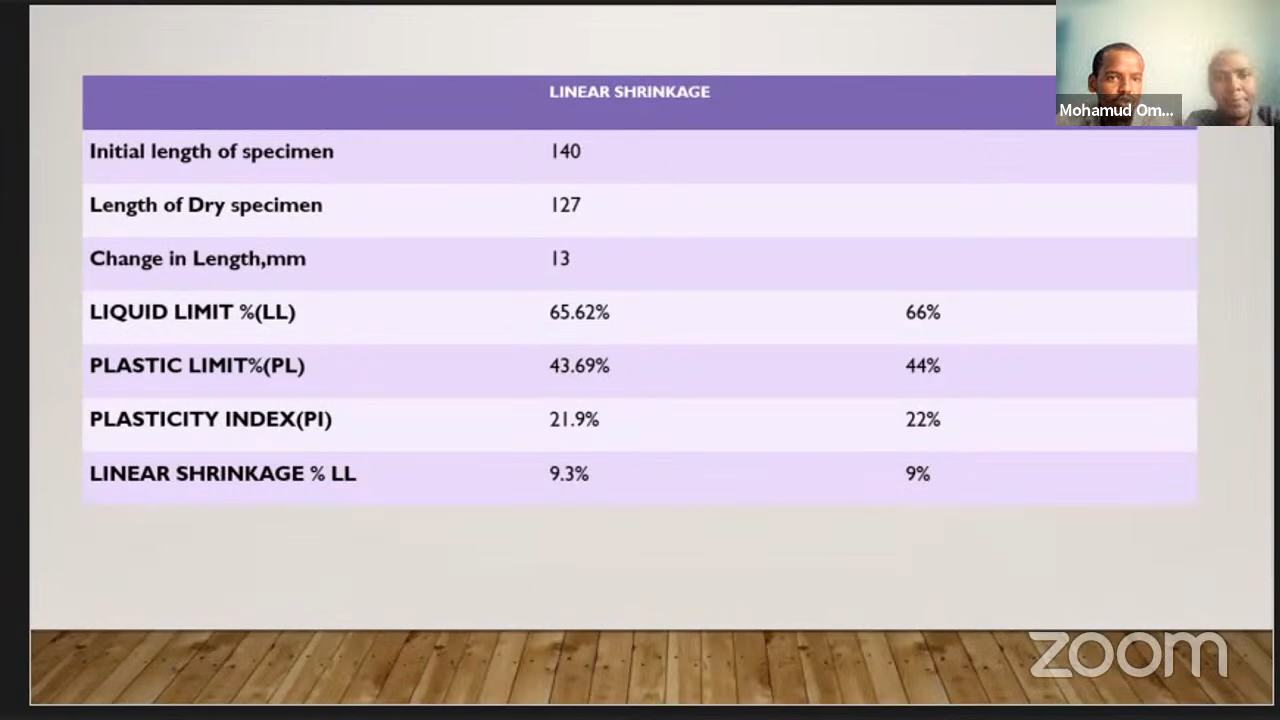 LINEAR SHRINKAGE
Mohamud Om...
Initial length of specimen 140
Length of Dry specimen 127
Change in Length,mm 13
LIQUID LIMIT %(LL) 65.62% 66%
PLASTIC LIMIT%(PL) 43.69% 44%
PLASTICITY INDEX(PI) 21.9% 22%
LINEAR SHRINKAGE % LL 9.3% 9%
zoom